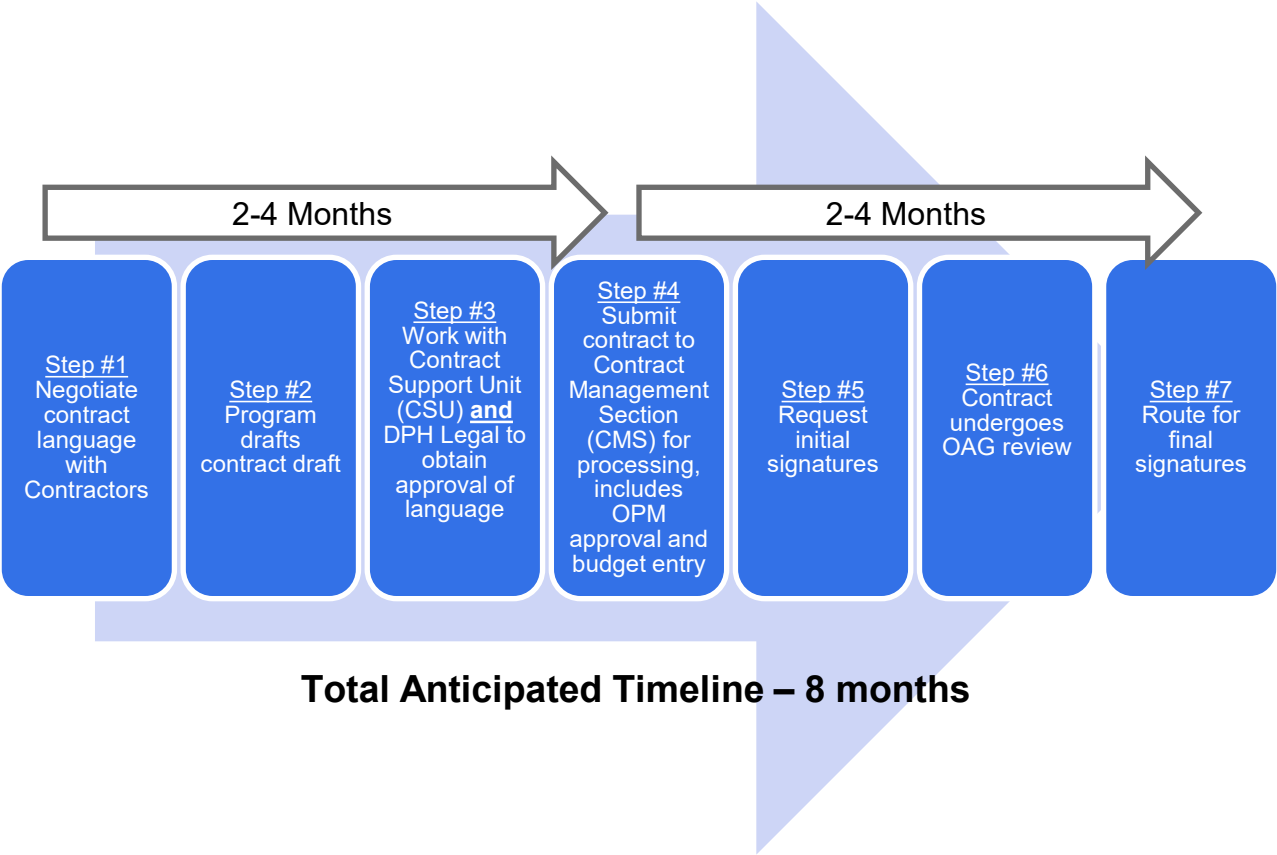 2-4 Months
2-4 Months
Step #1
Negotiate
contract
language
with
Contractors
Step #2
Program
drafts
contract draft
Step #3
Work with
Contract
Support Unit
(CSU) and
DPH Legal to
obtain
approval of
language
Step #4
Submit
contract to
Contract
Management
Section
(CMS) for
processing,
includes
OPM
approval and
budget entry
Step #5
Request
initial
signatures
Step #6
Contract
undergoes
OAG review
Step #7
Route for
final
signatures
Total Anticipated Timeline – 8 months